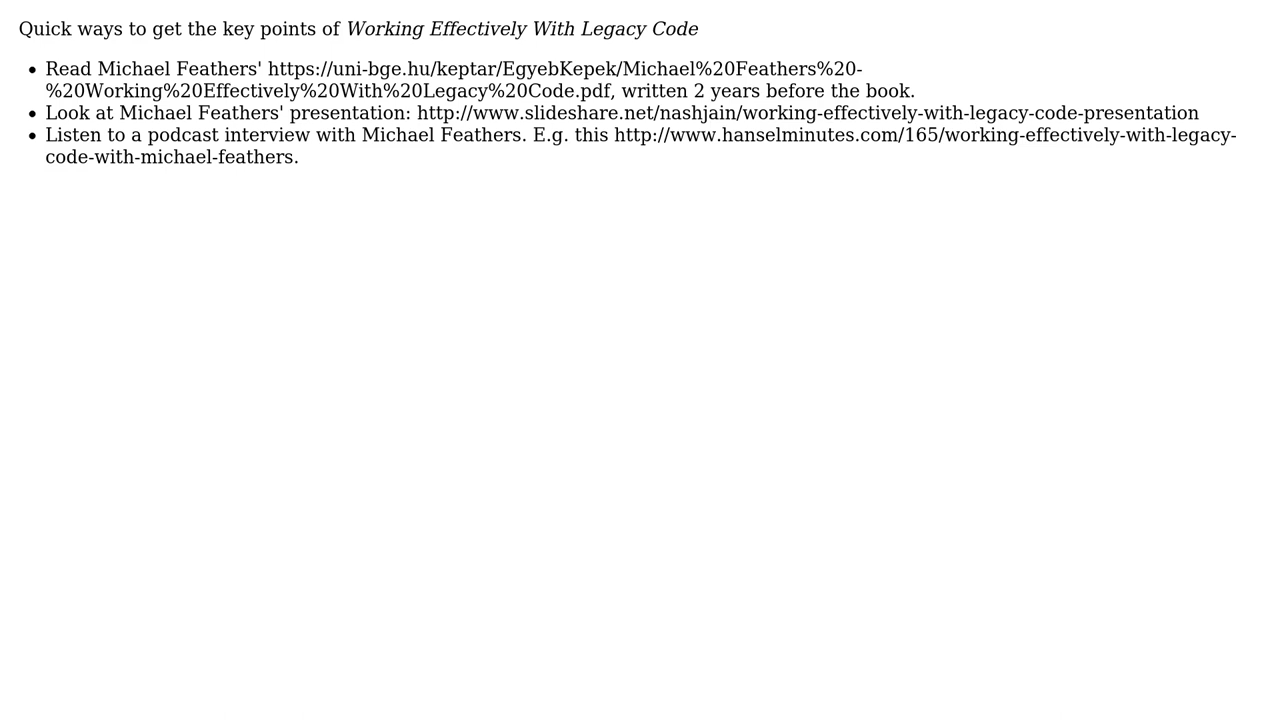 Quick ways to get the key points of Working Effectively With Legacy Code
• Read Michael Feathers' https://uni-bge.hu/keptar/EgyebKepek/Michael%20Feathers%20-
%20Working%20Effectively%20With%20Legacy%20Code.pdf, written 2 years before the book.
• Look at Michael Feathers' presentation: http://www.slideshare.net/nashjain/working-effectively-with-legacy-code-presentation
• Listen to a podcast interview with Michael Feathers. E.g. this http://www.hanselminutes.com/165/working-effectively-with-legacy-
code-with-michael-feathers.